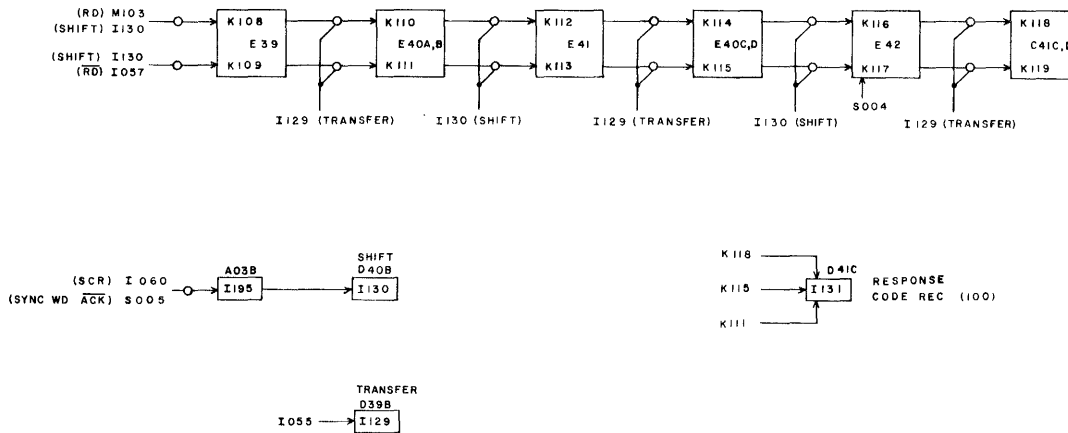 (RD) M103
(SHIFT) I130
(SHIFT) I130
(R̅D̅) I057
K108
E39
K109
K110
E40A,B
K111
K112
E41
K113
K114
E40C,D
K115
K116
E42
K117
K118
C41C,D
K119
I129 (TRANSFER)
I130 (SHIFT)
I129 (TRANSFER)
I130 (SHIFT)
S004
I129 (TRANSFER)
(SCR) I060
(SYNC WD A̅C̅K̅) S005
A03B
I195
SHIFT
D40B
I130
K118
K115
K111
D41C
I131
RESPONSE
CODE REC (100)
TRANSFER
D39B
I055
I129